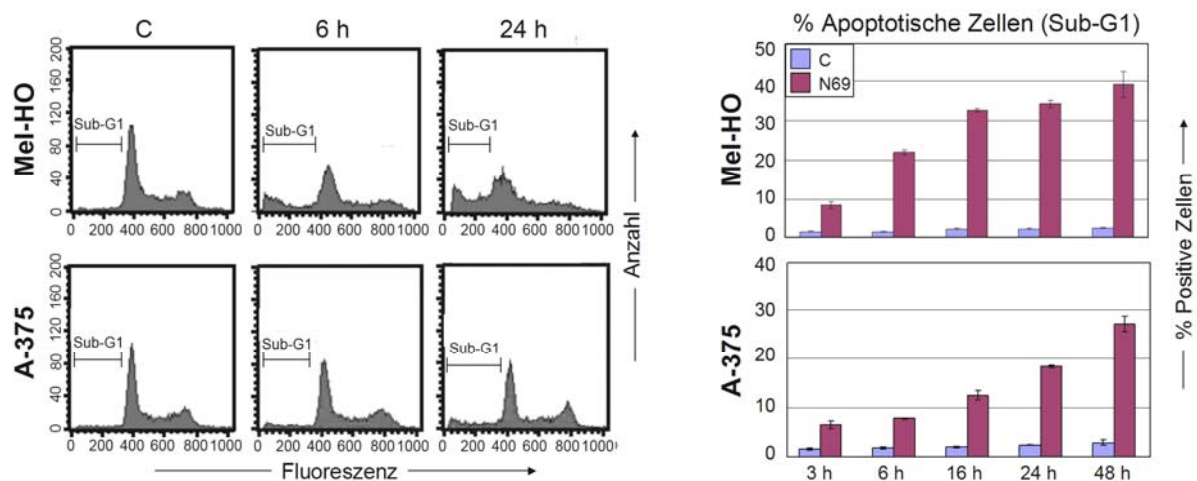 C
6 h
24 h
Mel-HO
200
160
120
80
40
0
Sub-G1
Sub-G1
Sub-G1
0 200 400 600 800 1000
0 200 400 600 800 1000
0 200 400 600 800 1000
A-375
200
160
120
80
40
0
Sub-G1
Sub-G1
Sub-G1
0 200 400 600 800 1000
0 200 400 600 800 1000
0 200 400 600 800 1000
Fluoreszenz
Anzahl
% Apoptotische Zellen (Sub-G1)
C
N69
Mel-HO
50
40
30
20
10
0
A-375
40
30
20
10
0
3 h 6 h 16 h 24 h 48 h
% Positive Zellen